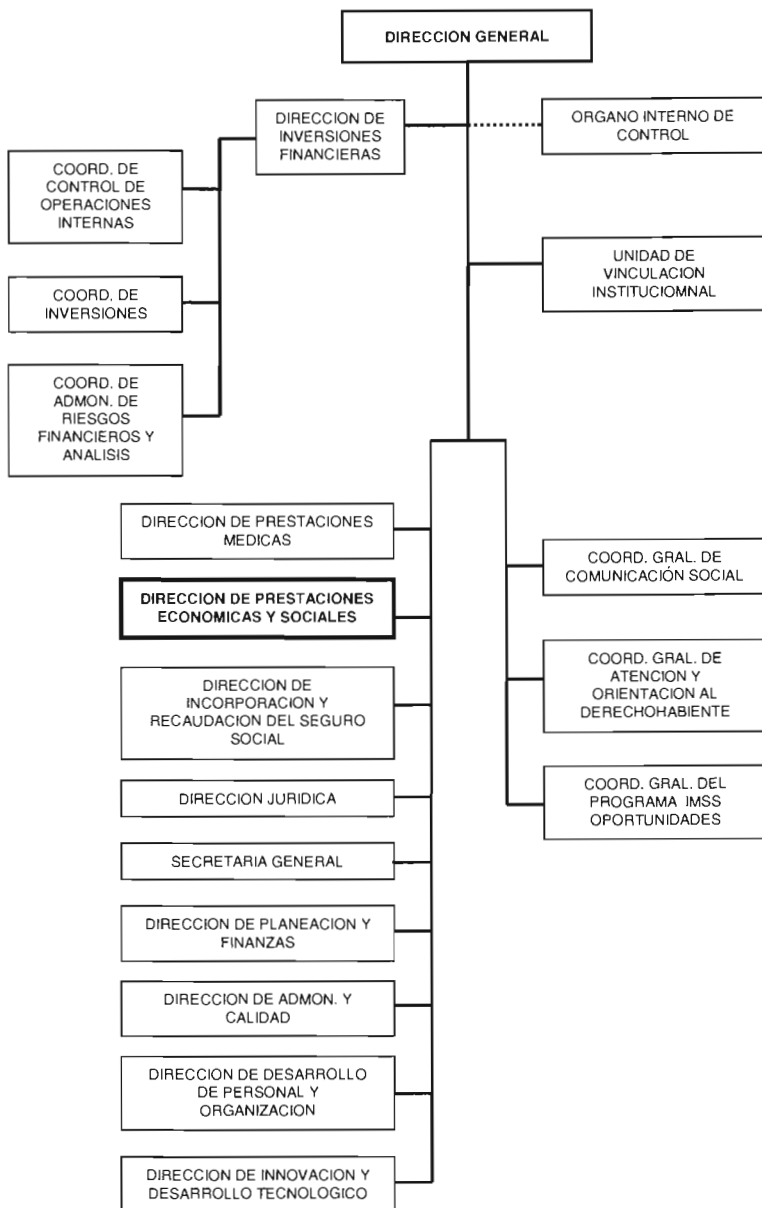 DIRECCION GENERAL
DIRECCION DE
INVERSIONES
FINANCIERAS
ORGANO INTERNO DE
CONTROL
COORD. DE
CONTROL DE
OPERACIONES
INTERNAS
UNIDAD DE
VINCULACION
INSTITUCIOMNAL
COORD. DE
INVERSIONES
COORD. DE
ADMON. DE
RIESGOS
FINANCIEROS Y
ANALISIS
DIRECCION DE PRESTACIONES
MEDICAS
DIRECCION DE PRESTACIONES
ECONOMICAS Y SOCIALES
DIRECCION DE
INCORPORACION Y
RECAUDACION DEL SEGURO
SOCIAL
DIRECCION JURIDICA
SECRETARIA GENERAL
DIRECCION DE PLANEACION Y
FINANZAS
DIRECCION DE ADMON. Y
CALIDAD
DIRECCION DE DESARROLLO
DE PERSONAL Y
ORGANIZACION
DIRECCION DE INNOVACION Y
DESARROLLO TECNOLOGICO
COORD. GRAL. DE
COMUNICACIÓN SOCIAL
COORD. GRAL. DE
ATENCION Y
ORIENTACION AL
DERECHOHABIENTE
COORD. GRAL. DEL
PROGRAMA IMSS
OPORTUNIDADES